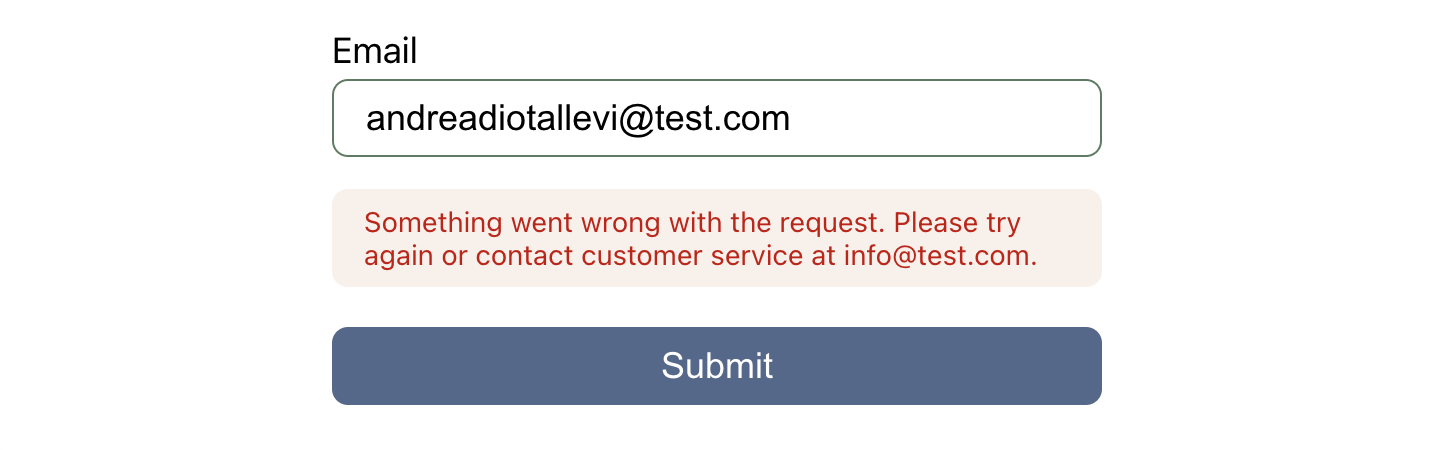 Email
andreadiotallevi@test.com
Something went wrong with the request. Please try
again or contact customer service at info@test.com.
Submit